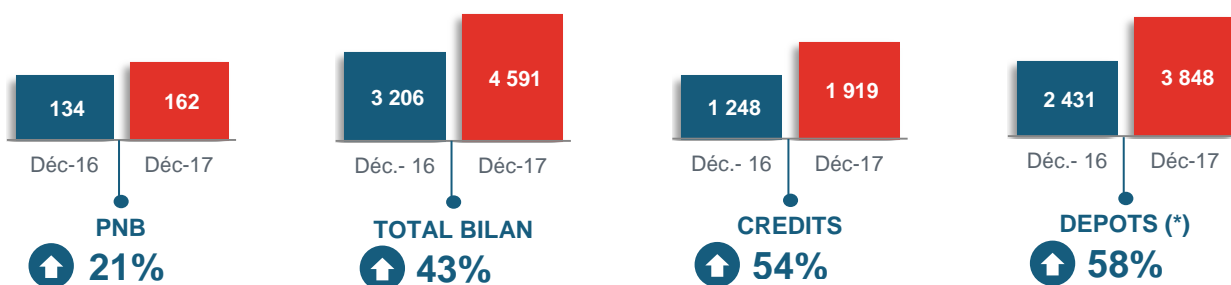 134
162
Déc-16
Déc-17
PNB
21%
3 206
4 591
Déc.- 16
Déc-17
TOTAL BILAN
43%
1 248
1 919
Déc.- 16
Déc-17
CREDITS
54%
2 431
3 848
Déc.- 16
Déc-17
DEPOTS (*)
58%